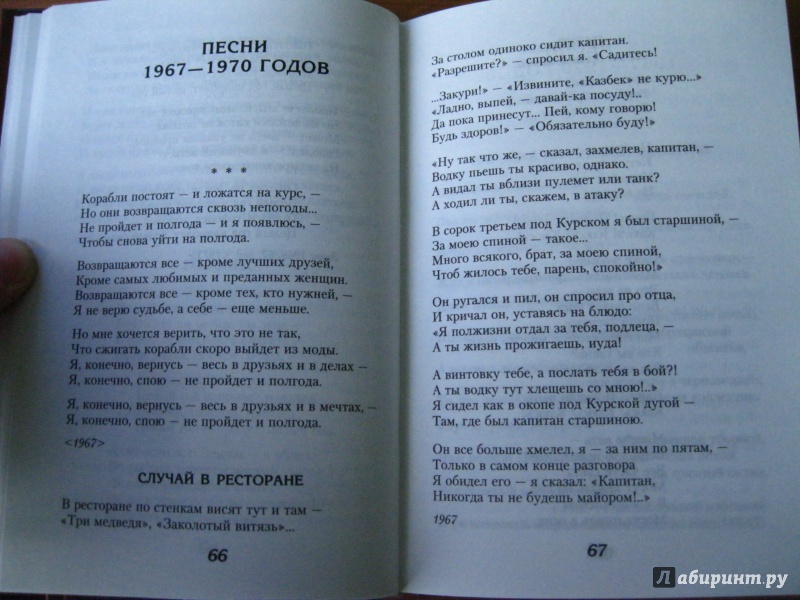 ПЕСНИ
1967—1970 ГОДОВ
* * *
Корабли постоят — и ложатся на курс, —
Но они возвращаются сквозь непогоды...
Не пройдет и полгода — и я появлюсь, —
Чтобы снова уйти на полгода.
Возвращаются все — кроме лучших друзей,
Кроме самых любимых и преданных женщин.
Возвращаются все — кроме тех, кто нужней, —
Я не верю судьбе, а себе — еще меньше.
Но мне хочется верить, что это не так,
Что сжигать корабли скоро выйдет из моды.
Я, конечно, вернусь — весь в друзьях и в делах —
Я, конечно, спою — не пройдет и полгода.
Я, конечно, вернусь — весь в друзьях и в мечтах, —
Я, конечно, спою — не пройдет и полгода.
<1967>
СЛУЧАЙ В РЕСТОРАНЕ
В ресторане по стенкам висят тут и там —
«Три медведя», «Заколотый витязь»...
66
За столом одиноко сидит капитан.
«Разрешите?» — спросил я. «Садитесь!
...Закури!» — «Извините, «Казбек» не курю...»
«Ладно, выпей, — давай-ка посуду!..
Да пока принесут... Пей, кому говорю!
Будь здоров!» — «Обязательно буду!»
«Ну так что же, — сказал, захмелев, капитан, —
Водку пьешь ты красиво, однако.
А видал ты вблизи пулемет или танк?
А ходил ли ты, скажем, в атаку?
В сорок третьем под Курском я был старшиной, —
За моею спиной — такое...
Много всякого, брат, за моею спиной,
Чтоб жилось тебе, парень, спокойно!»
Он ругался и пил, он спросил про отца,
И кричал он, уставясь на блюдо:
«Я полжизни отдал за тебя, подлеца, —
А ты жизнь прожигаешь, иуда!
А винтовку тебе, а послать тебя в бой?!
А ты водку тут хлещешь со мною!..»
Я сидел как в окопе под Курской дугой —
Там, где был капитан старшиною.
Он все больше хмелел, я — за ним по пятам, —
Только в самом конце разговора
Я обидел его — я сказал: «Капитан,
Никогда ты не будешь майором!..»
1967
67
Лабиринт.ру